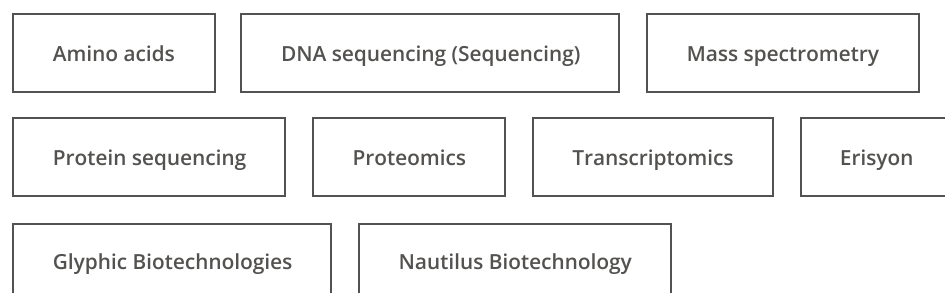 Amino acids DNA sequencing (Sequencing) Mass spectrometry
Protein sequencing Proteomics Transcriptomics Erisyon
Glyphic Biotechnologies Nautilus Biotechnology